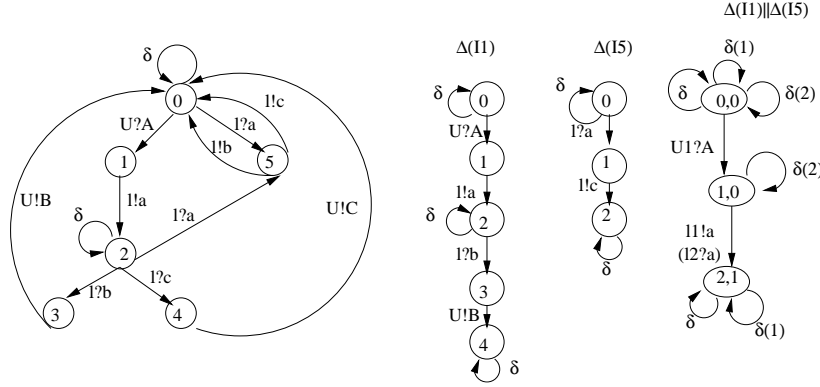 Δ(I1)||Δ(I5)
Δ(I1)
Δ(I5)
δ
0
U?A
l?a
l!c
l!b
1
5
l!a
l?a
U!B
U!C
δ
2
l?b
l?c
3
4
δ
0
U?A
1
l!a
δ
2
l?b
3
U!B
4
δ
δ
0
l?a
1
l!c
2
δ
δ(1)
δ
0,0
δ(2)
U1?A
1,0
δ(2)
l1!a
(l2?a)
2,1
δ
δ(1)